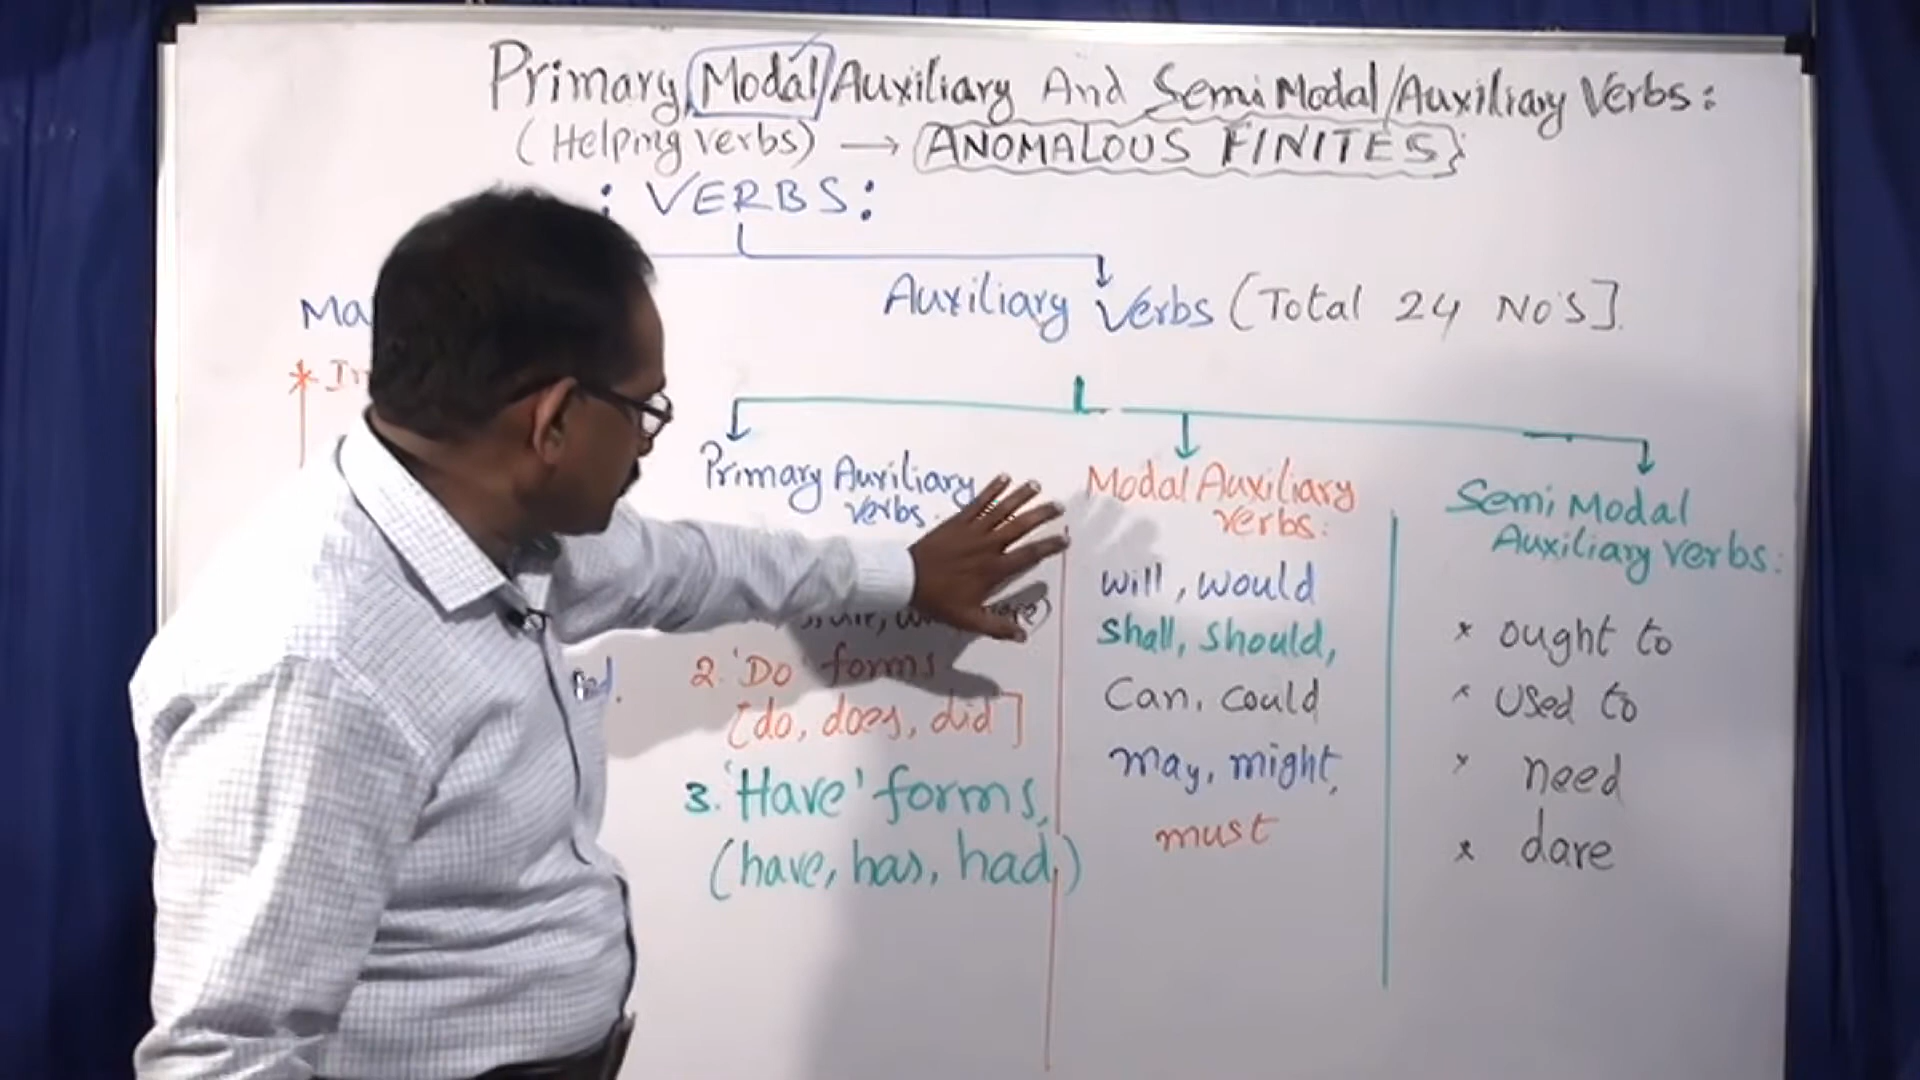 Primary, Modal/Auxiliary And Semi Modal/Auxiliary Verbs:
(Helping verbs) → ANOMALOUS FINITES
: VERBS:
Auxiliary Verbs (Total 24 NO'S].
Primary Auxiliary
verbs:
Modal Auxiliary
verbs:
Semi Modal
Auxiliary verbs:
2. 'Do' forms
[do, does, did]
3. 'Have' forms,
(have, has, had,)
will, would
shall, should,
Can, could
may, might,
must
* ought to
* used to
* need
* dare